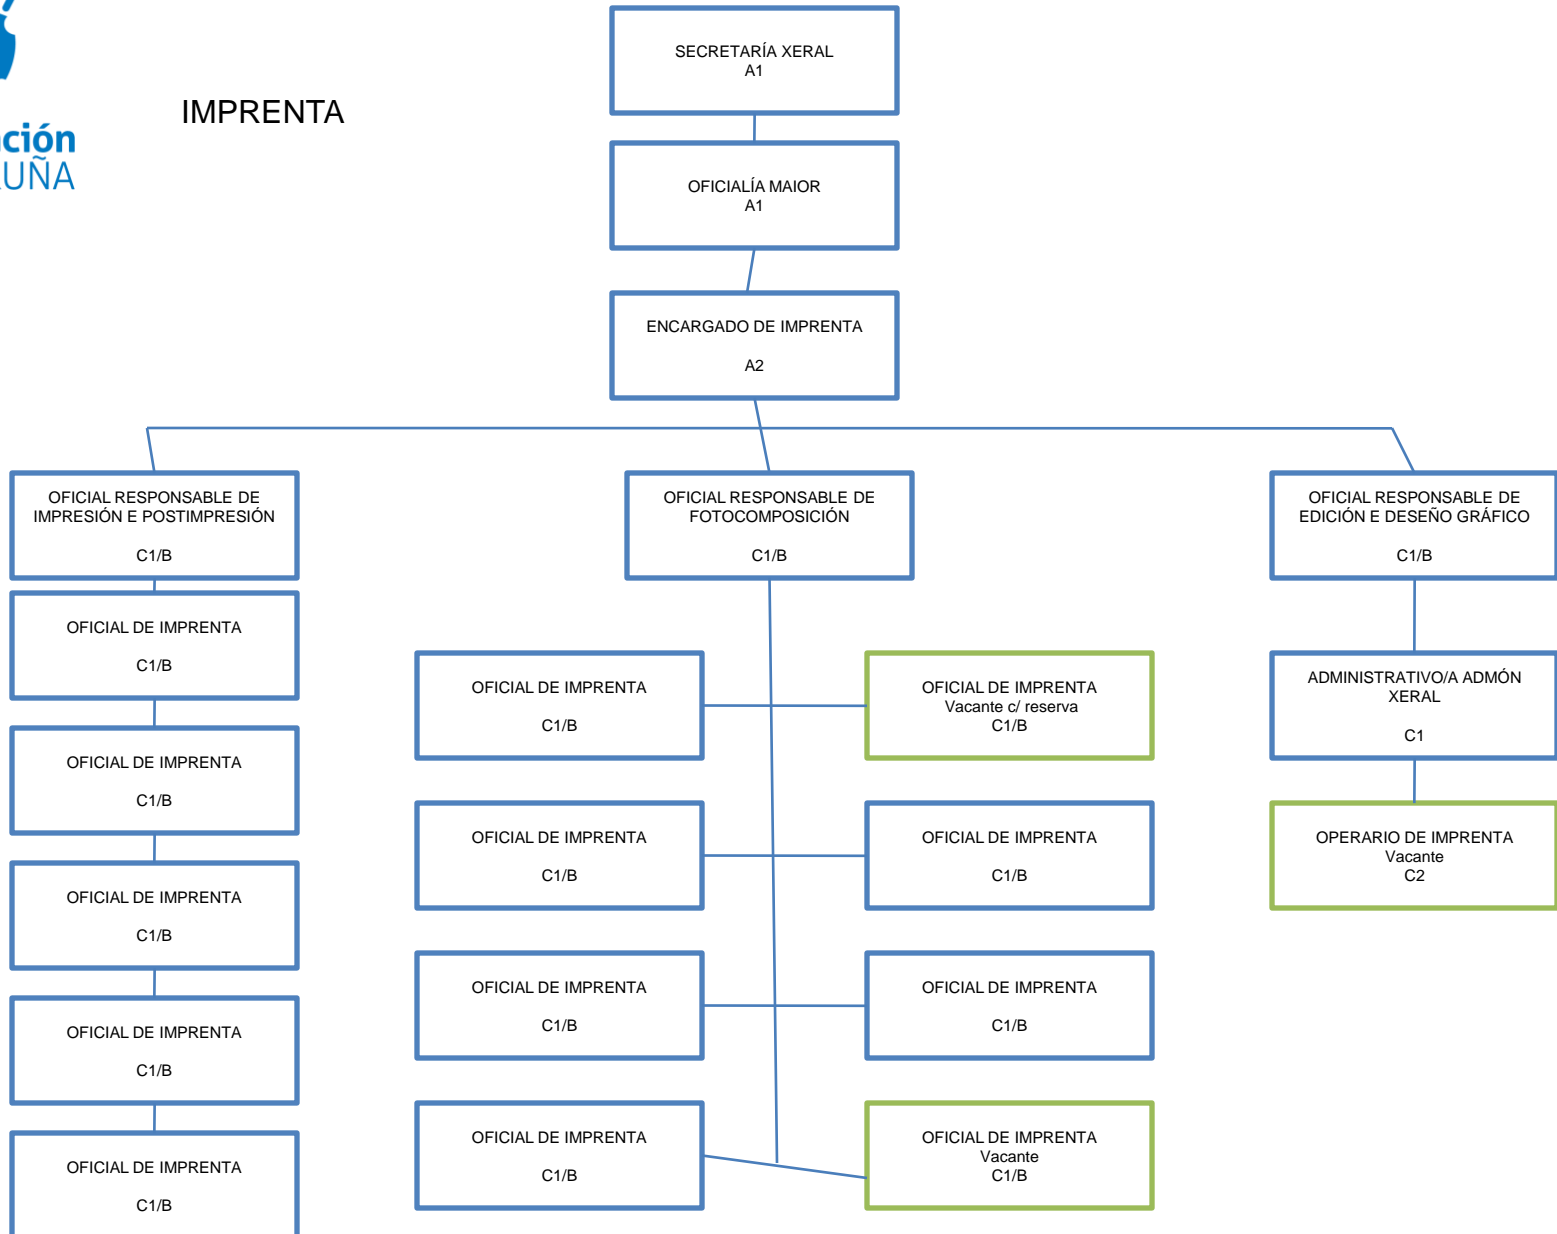 SECRETARÍA XERAL
A1
IMPRENTA
ción
UÑA
OFICIALÍA MAIOR
A1
ENCARGADO DE IMPRENTA
A2
OFICIAL RESPONSABLE DE
IMPRESIÓN E POSTIMPRESIÓN
C1/B
OFICIAL RESPONSABLE DE
FOTOCOMPOSICIÓN
C1/B
OFICIAL RESPONSABLE DE
EDICIÓN E DESEÑO GRÁFICO
C1/B
OFICIAL DE IMPRENTA
C1/B
OFICIAL DE IMPRENTA
C1/B
OFICIAL DE IMPRENTA
C1/B
OFICIAL DE IMPRENTA
C1/B
OFICIAL DE IMPRENTA
C1/B
OFICIAL DE IMPRENTA
C1/B
OFICIAL DE IMPRENTA
Vacante c/ reserva
C1/B
OFICIAL DE IMPRENTA
C1/B
OFICIAL DE IMPRENTA
C1/B
OFICIAL DE IMPRENTA
C1/B
OFICIAL DE IMPRENTA
C1/B
OFICIAL DE IMPRENTA
C1/B
OFICIAL DE IMPRENTA
Vacante
C1/B
ADMINISTRATIVO/A ADMÓN
XERAL
C1
OPERARIO DE IMPRENTA
Vacante
C2